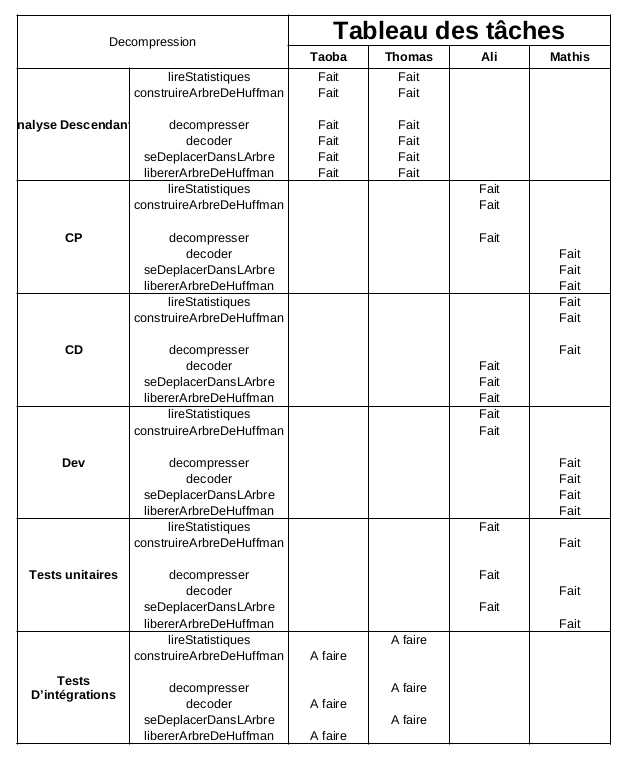 Decompression
Tableau des tâches
Taoba Thomas Ali Mathis
nalyse Descendan
lireStatistiques Fait Fait
construireArbreDeHuffman Fait Fait
decompresser Fait Fait
decoder Fait Fait
seDeplacerDansLArbre Fait Fait
libererArbreDeHuffman Fait Fait
CP
lireStatistiques Fait
construireArbreDeHuffman Fait
decompresser Fait
decoder Fait
seDeplacerDansLArbre Fait
libererArbreDeHuffman Fait
CD
lireStatistiques Fait
construireArbreDeHuffman Fait
decompresser Fait
decoder Fait
seDeplacerDansLArbre Fait
libererArbreDeHuffman Fait
Dev
lireStatistiques Fait
construireArbreDeHuffman Fait
decompresser Fait
decoder Fait
seDeplacerDansLArbre Fait
libererArbreDeHuffman Fait
Tests unitaires
lireStatistiques Fait
construireArbreDeHuffman Fait
decompresser Fait
decoder Fait
seDeplacerDansLArbre Fait
libererArbreDeHuffman Fait
Tests
D'intégrations
lireStatistiques A faire
construireArbreDeHuffman A faire
decompresser A faire
decoder A faire
seDeplacerDansLArbre A faire
libererArbreDeHuffman A faire